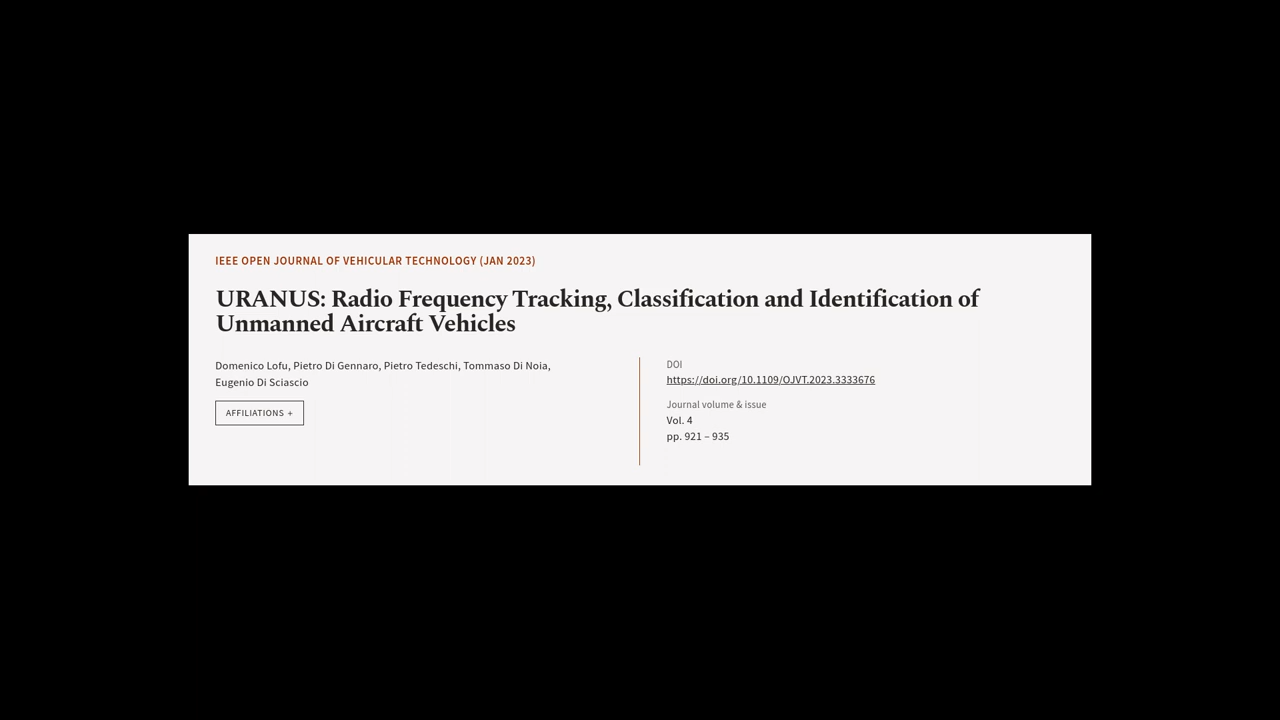 IEEE OPEN JOURNAL OF VEHICULAR TECHNOLOGY (JAN 2023)
URANUS: Radio Frequency Tracking, Classification and Identification of
Unmanned Aircraft Vehicles
Domenico Lofu, Pietro Di Gennaro, Pietro Tedeschi, Tommaso Di Noia,
Eugenio Di Sciascio
AFFILIATIONS +
DOI
https://doi.org/10.1109/OJVT.2023.3333676
Journal volume & issue
Vol. 4
pp. 921 – 935